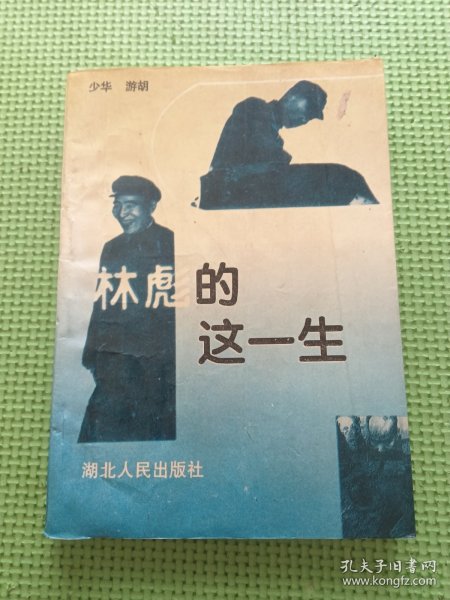 少华 游胡
林彪的
这一生
湖北人民出版社
孔夫子旧书网
www.kongfz.com